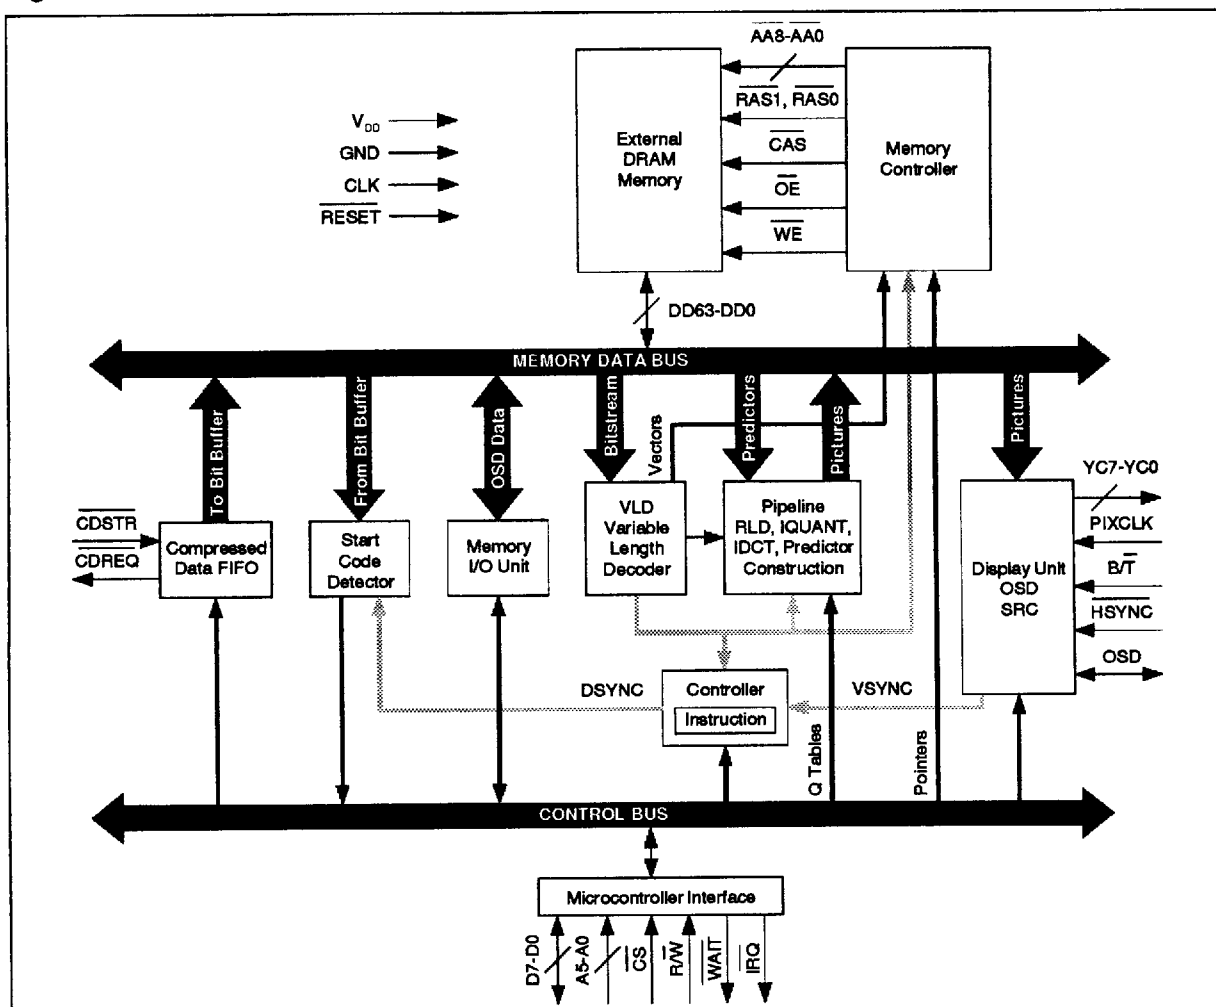 AA8-AA0
RAS1, RAS0
CAS
OE
WE
External
DRAM
Memory
Memory
Controller
V_DD
GND
CLK
RESET
DD63-DD0
MEMORY DATA BUS
To Bit Buffer
From Bit Buffer
OSD Data
Bitstream
Vectors
Predictors
Pictures
Pictures
CDSTR
CDREQ
Compressed
Data FIFO
Start
Code
Detector
Memory
I/O Unit
VLD
Variable
Length
Decoder
Pipeline
RLD, IQUANT,
IDCT, Predictor
Construction
Display Unit
OSD
SRC
YC7-YC0
PIXCLK
B/T
HSYNC
OSD
DSYNC
Controller
Instruction
VSYNC
Q Tables
Pointers
CONTROL BUS
Microcontroller Interface
D7-D0
A5-A0
CS
R/W
WAIT
IRQ